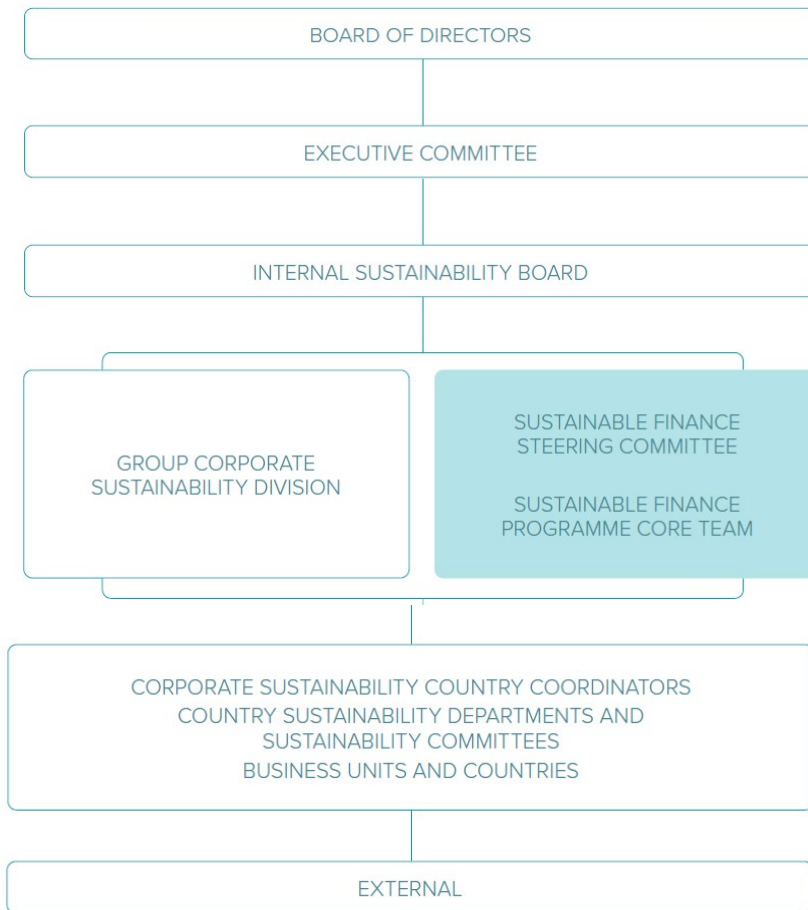 BOARD OF DIRECTORS
EXECUTIVE COMMITTEE
INTERNAL SUSTAINABILITY BOARD
GROUP CORPORATE
SUSTAINABILITY DIVISION
SUSTAINABLE FINANCE
STEERING COMMITTEE
SUSTAINABLE FINANCE
PROGRAMME CORE TEAM
CORPORATE SUSTAINABILITY COUNTRY COORDINATORS
COUNTRY SUSTAINABILITY DEPARTMENTS AND
SUSTAINABILITY COMMITTEES
BUSINESS UNITS AND COUNTRIES
EXTERNAL